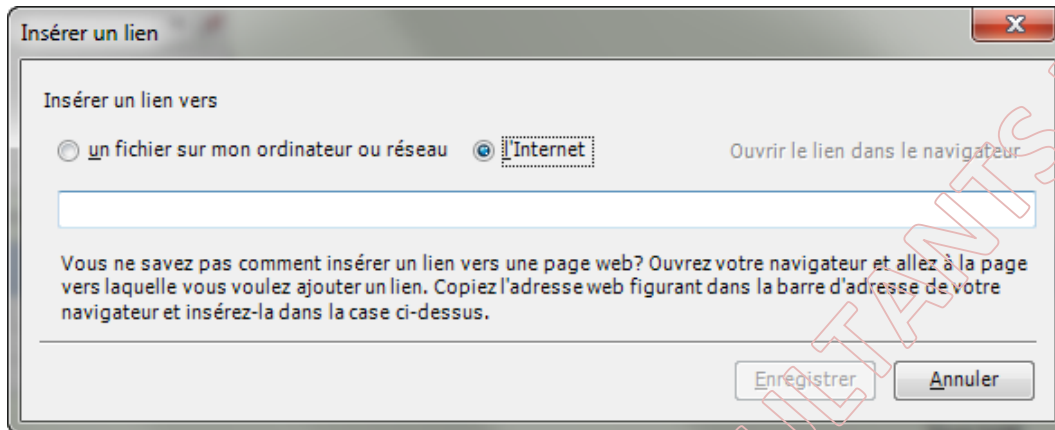 Insérer un lien
Insérer un lien vers
un fichier sur mon ordinateur ou réseau l'Internet Ouvrir le lien dans le navigateur
Vous ne savez pas comment insérer un lien vers une page web? Ouvrez votre navigateur et allez à la page
vers laquelle vous voulez ajouter un lien. Copiez l'adresse web figurant dans la barre d'adresse de votre
navigateur et insérez-la dans la case ci-dessus.
Enregistrer Annuler
ULTANTS